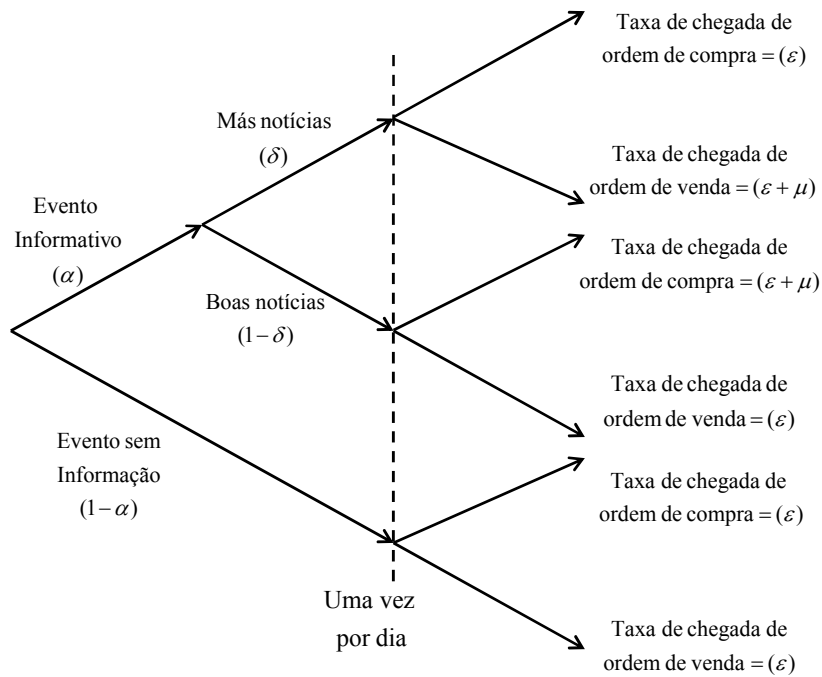 Taxa de chegada de
ordem de compra = (ε)
Más notícias
(δ)
Taxa de chegada de
ordem de venda = (ε + μ)
Evento
Informativo
(α)
Taxa de chegada de
ordem de compra = (ε + μ)
Boas notícias
(1−δ)
Taxa de chegada de
ordem de venda = (ε)
Evento sem
Informação
(1−α)
Taxa de chegada de
ordem de compra = (ε)
Uma vez
por dia
Taxa de chegada de
ordem de venda = (ε)